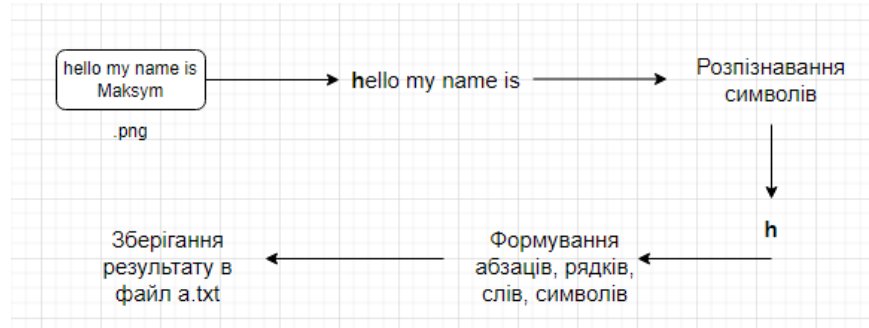 hello my name is
Maksym
.png
hello my name is
Розпізнавання
символів
h
Формування
абзаців, рядків,
слів, символів
Зберігання
результату в
файл a.txt